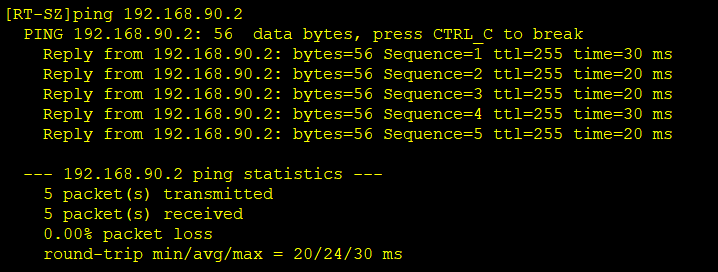 [RT-SZ]ping 192.168.90.2
PING 192.168.90.2: 56  data bytes, press CTRL_C to break
Reply from 192.168.90.2: bytes=56 Sequence=1 ttl=255 time=30 ms
Reply from 192.168.90.2: bytes=56 Sequence=2 ttl=255 time=20 ms
Reply from 192.168.90.2: bytes=56 Sequence=3 ttl=255 time=20 ms
Reply from 192.168.90.2: bytes=56 Sequence=4 ttl=255 time=30 ms
Reply from 192.168.90.2: bytes=56 Sequence=5 ttl=255 time=20 ms
--- 192.168.90.2 ping statistics ---
5 packet(s) transmitted
5 packet(s) received
0.00% packet loss
round-trip min/avg/max = 20/24/30 ms